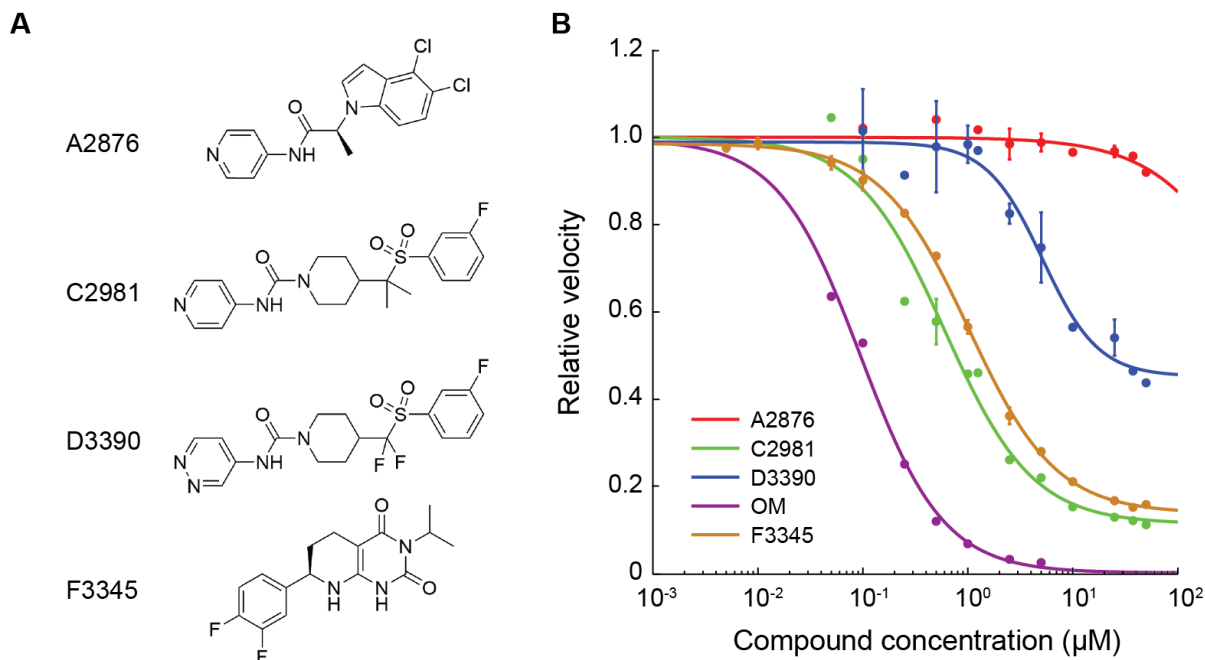 A
A2876
Cl
Cl
O
N
N
NH
C2981
F
O
O
S
O
N
N
NH
D3390
F
O
O
S
O
N
F
F
N
N
NH
F3345
O
N
N
H
N
H
O
F
F
B
1.2
1.0
0.8
0.6
0.4
0.2
0
Relative velocity
A2876
C2981
D3390
OM
F3345
10-3
10-2
10-1
100
101
102
Compound concentration (µM)